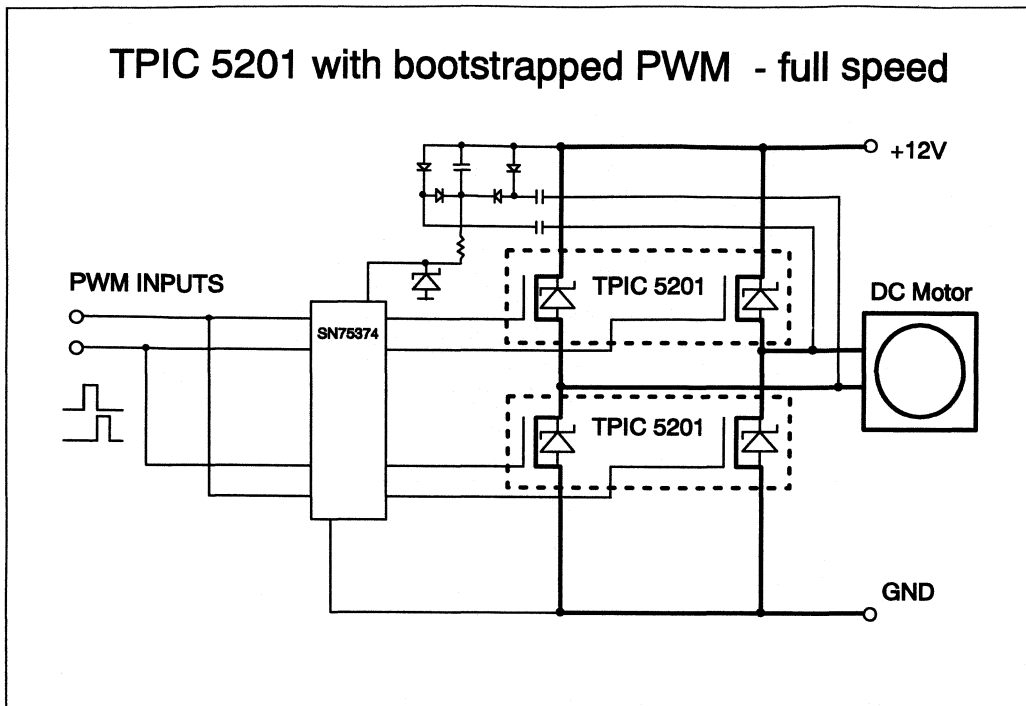 TPIC 5201 with bootstrapped PWM - full speed
+12V
TPIC 5201
PWM INPUTS
DC Motor
SN75374
TPIC 5201
GND